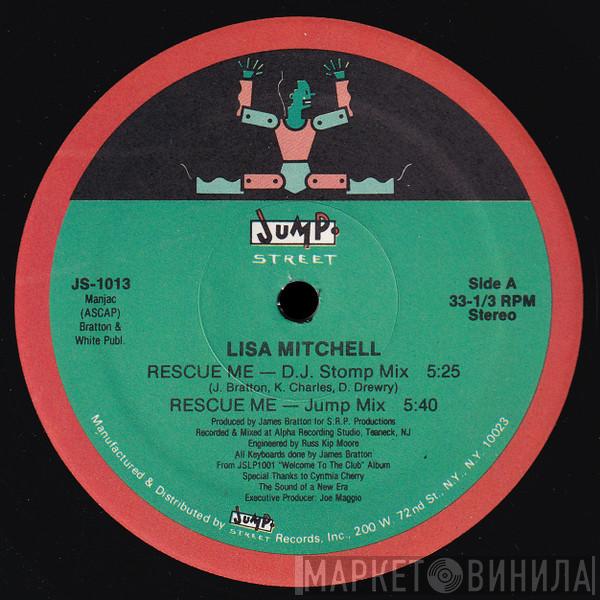 JUMP.
STREET
JS-1013
Manjac
(ASCAP)
Bratton &
White Publ.
Side A
33-1/3 RPM
Stereo
LISA MITCHELL
RESCUE ME — D.J. Stomp Mix 5:25
(J. Bratton, K. Charles, D. Drewry)
RESCUE ME — Jump Mix 5:40
Produced by James Bratton for S.R.P. Productions
Recorded & Mixed at Alpha Recording Studio, Teaneck, NJ
Engineered by Russ Kip Moore
All Keyboards done by James Bratton
From JSLP1001 "Welcome To The Club" Album
Special Thanks to Cynthia Cherry
The Sound of a New Era
Executive Producer: Joe Maggio
Manufactured & Distributed by JUMP. STREET Records, Inc., 200 W. 72nd St., N.Y., N.Y. 10023
МАРКЕТ ВИНИЛА